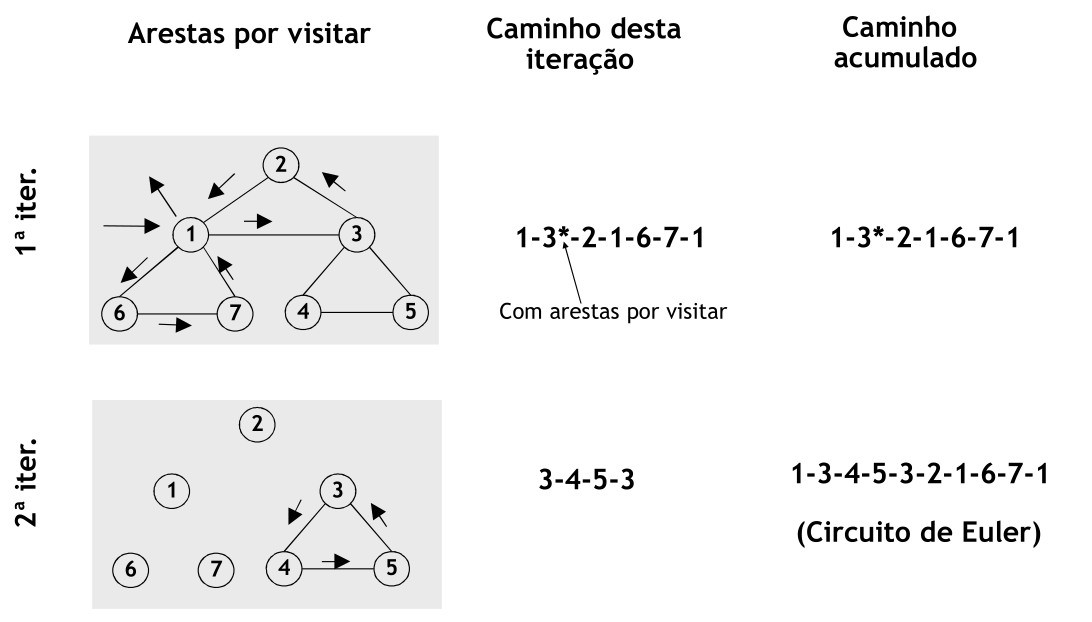 Arestas por visitar
Caminho desta
iteração
Caminho
acumulado
1ª iter.
2
1
3
6
7
4
5
1-3*-2-1-6-7-1
Com arestas por visitar
1-3*-2-1-6-7-1
2ª iter.
2
1
3
6
7
4
5
3-4-5-3
1-3-4-5-3-2-1-6-7-1
(Circuito de Euler)